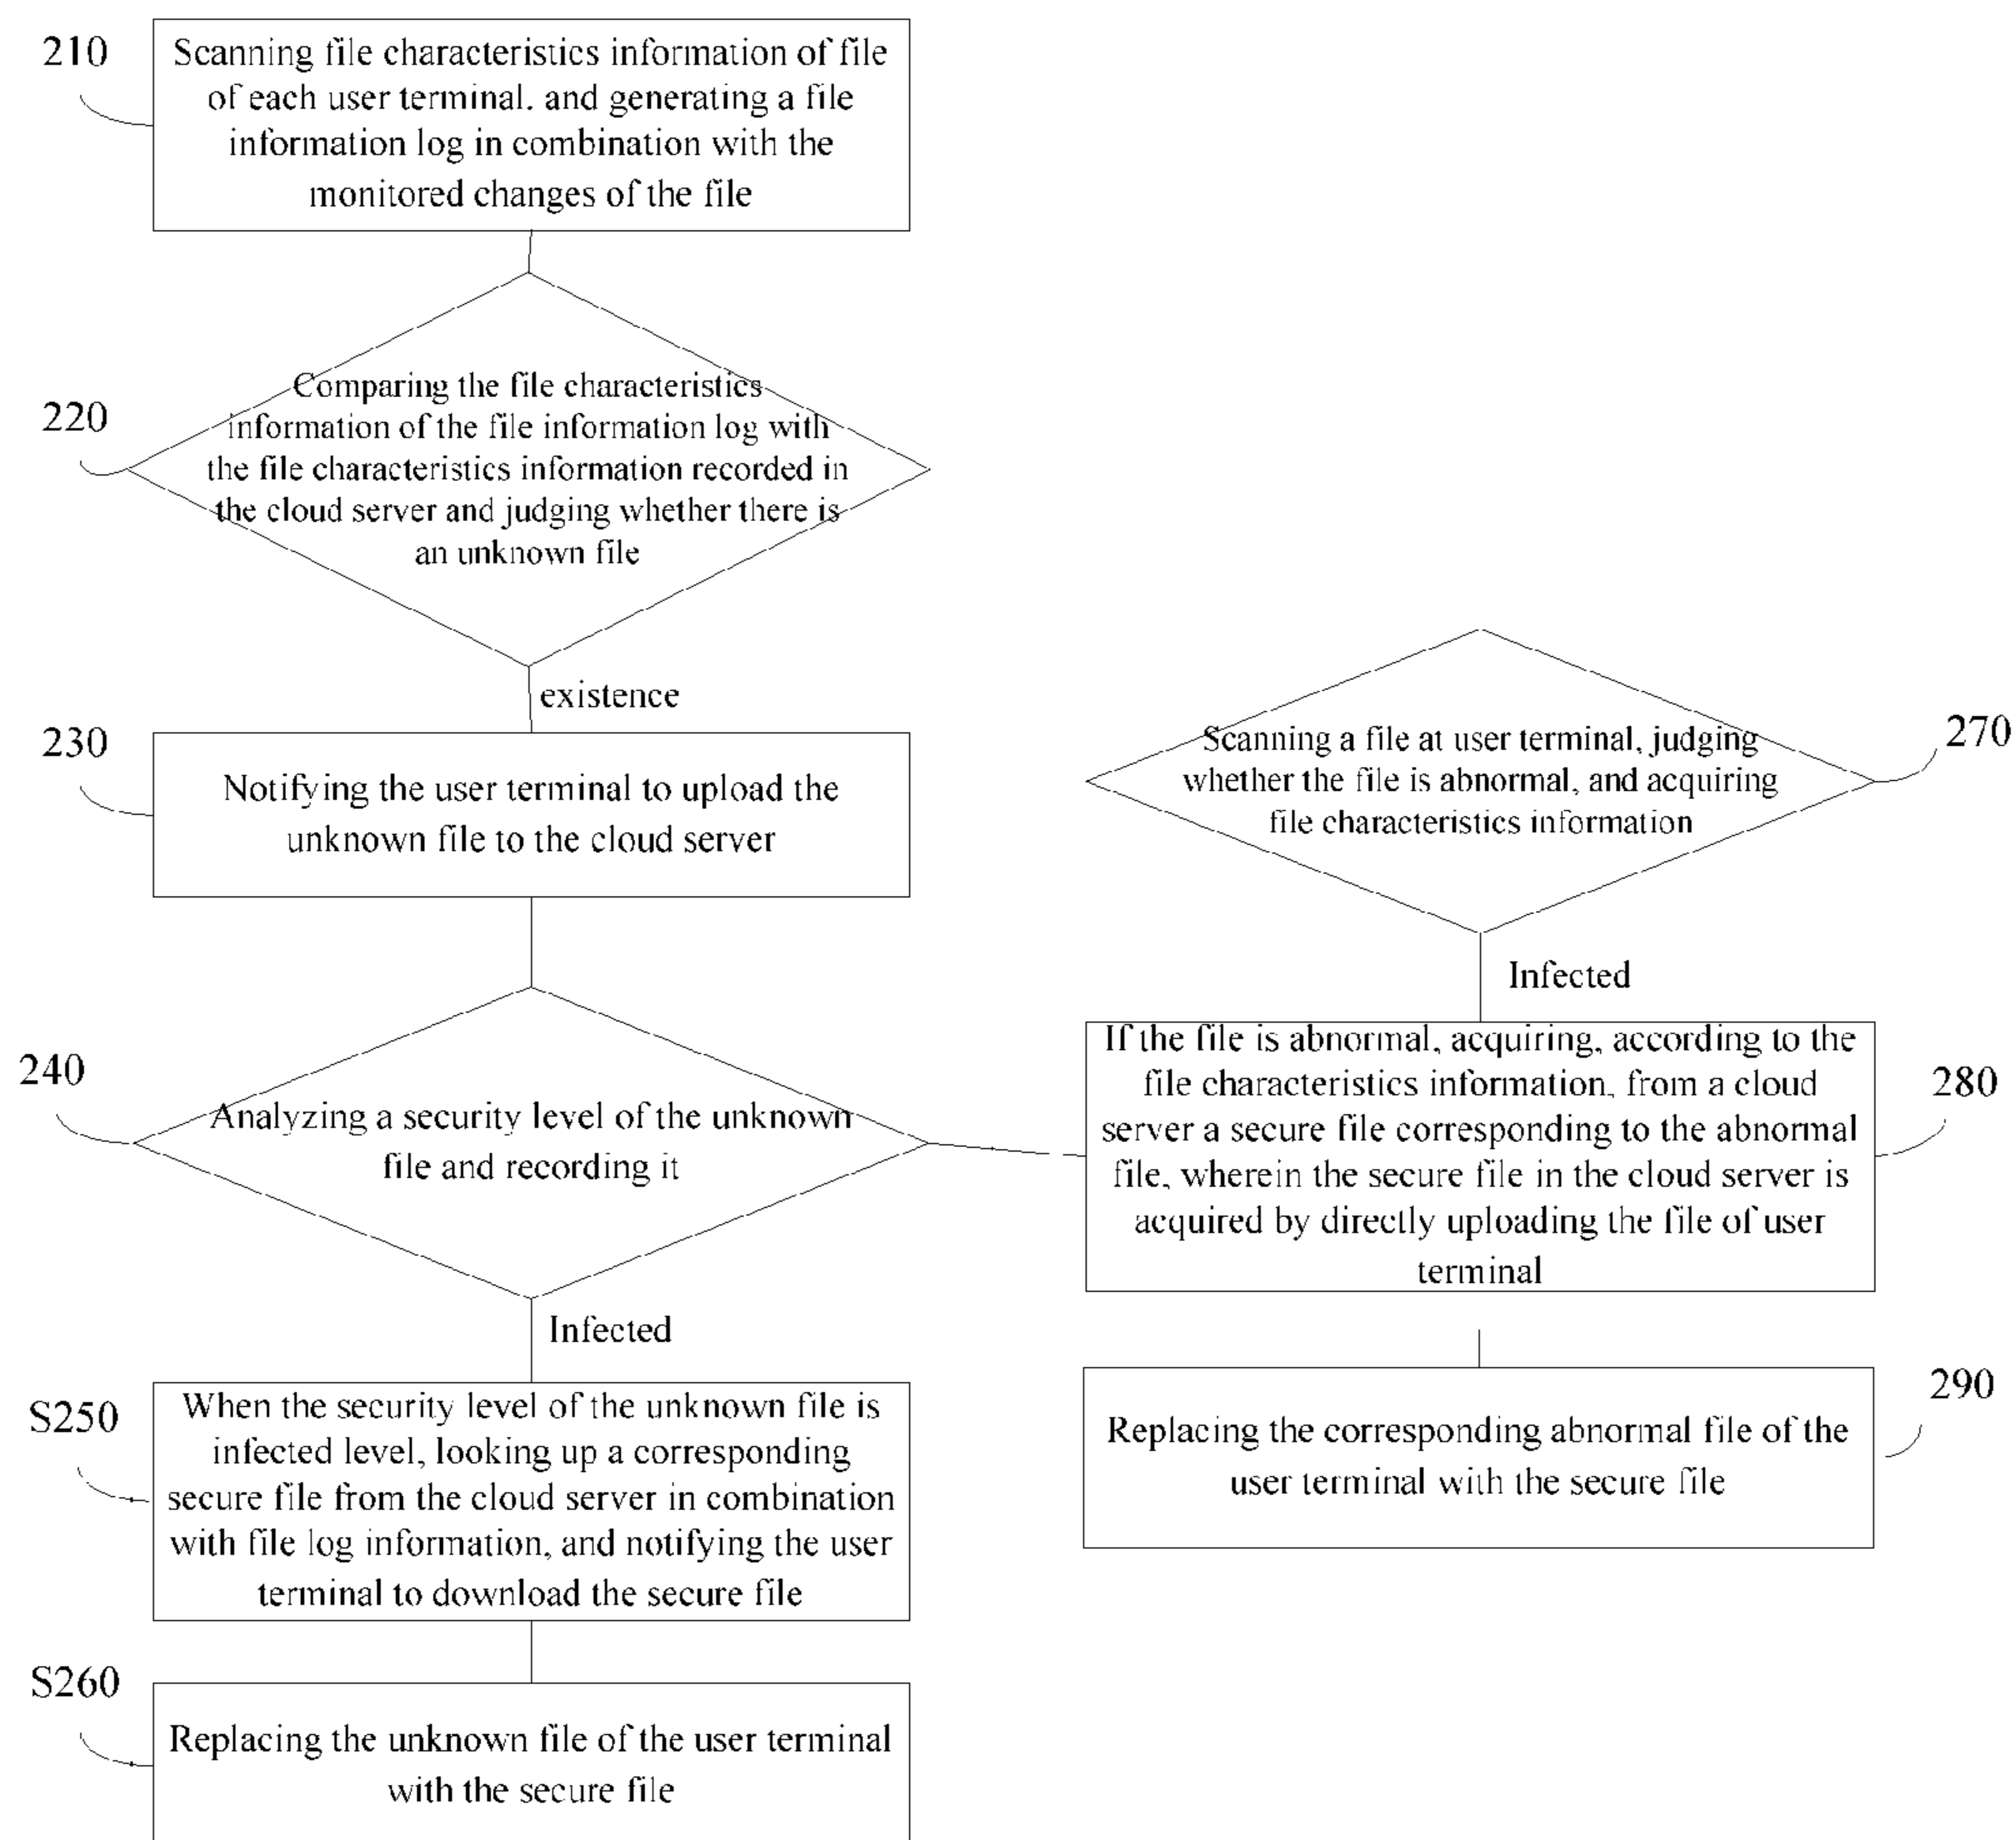 210
Scanning file characteristics information of file
of each user terminal. and generating a file
information log in combination with the
monitored changes of the file
220
Comparing the file characteristics
information of the file information log with
the file characteristics information recorded in
the cloud server and judging whether there is
an unknown file
existence
230
Notifying the user terminal to upload the
unknown file to the cloud server
240
Analyzing a security level of the unknown
file and recording it
Infected
S250
When the security level of the unknown file is
infected level, looking up a corresponding
secure file from the cloud server in combination
with file log information, and notifying the user
terminal to download the secure file
S260
Replacing the unknown file of the user terminal
with the secure file
270
Scanning a file at user terminal, judging
whether the file is abnormal, and acquiring
file characteristics information
Infected
280
If the file is abnormal, acquiring, according to the
file characteristics information, from a cloud
server a secure file corresponding to the abnormal
file, wherein the secure file in the cloud server is
acquired by directly uploading the file of user
terminal
290
Replacing the corresponding abnormal file of the
user terminal with the secure file